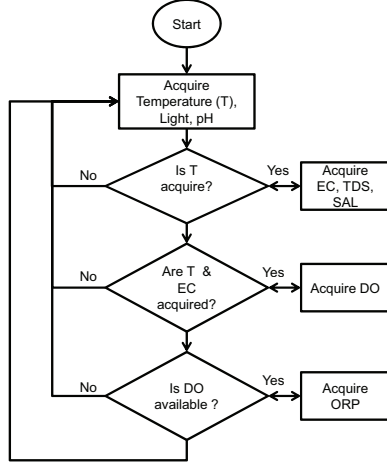 Start
Acquire
Temperature (T),
Light, pH
Is T
acquire?
No
Yes
Acquire
EC, TDS,
SAL
Are T &
EC
acquired?
No
Yes
Acquire DO
Is DO
available ?
No
Yes
Acquire
ORP